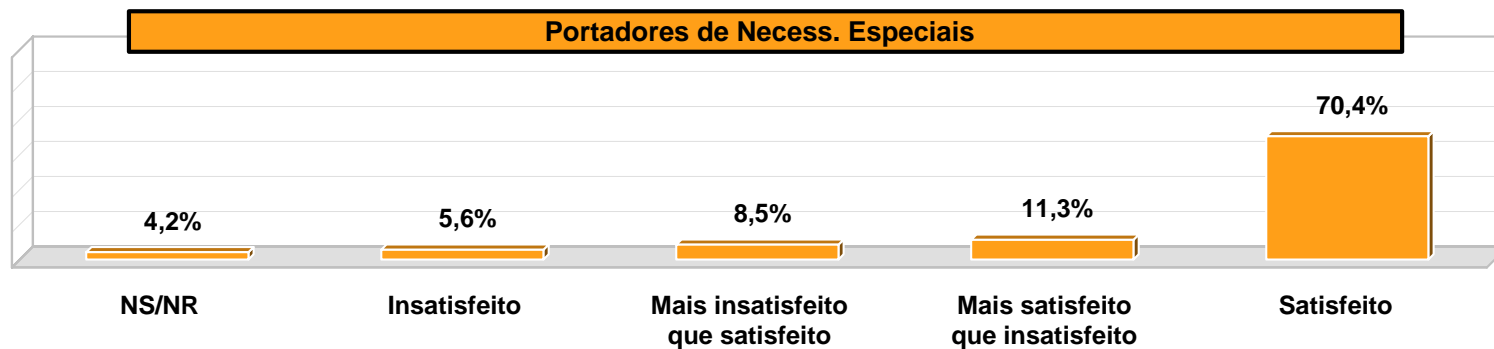 Portadores de Necess. Especiais
70,4%
11,3%
8,5%
5,6%
4,2%
NS/NR
Insatisfeito
Mais insatisfeito
que satisfeito
Mais satisfeito
que insatisfeito
Satisfeito